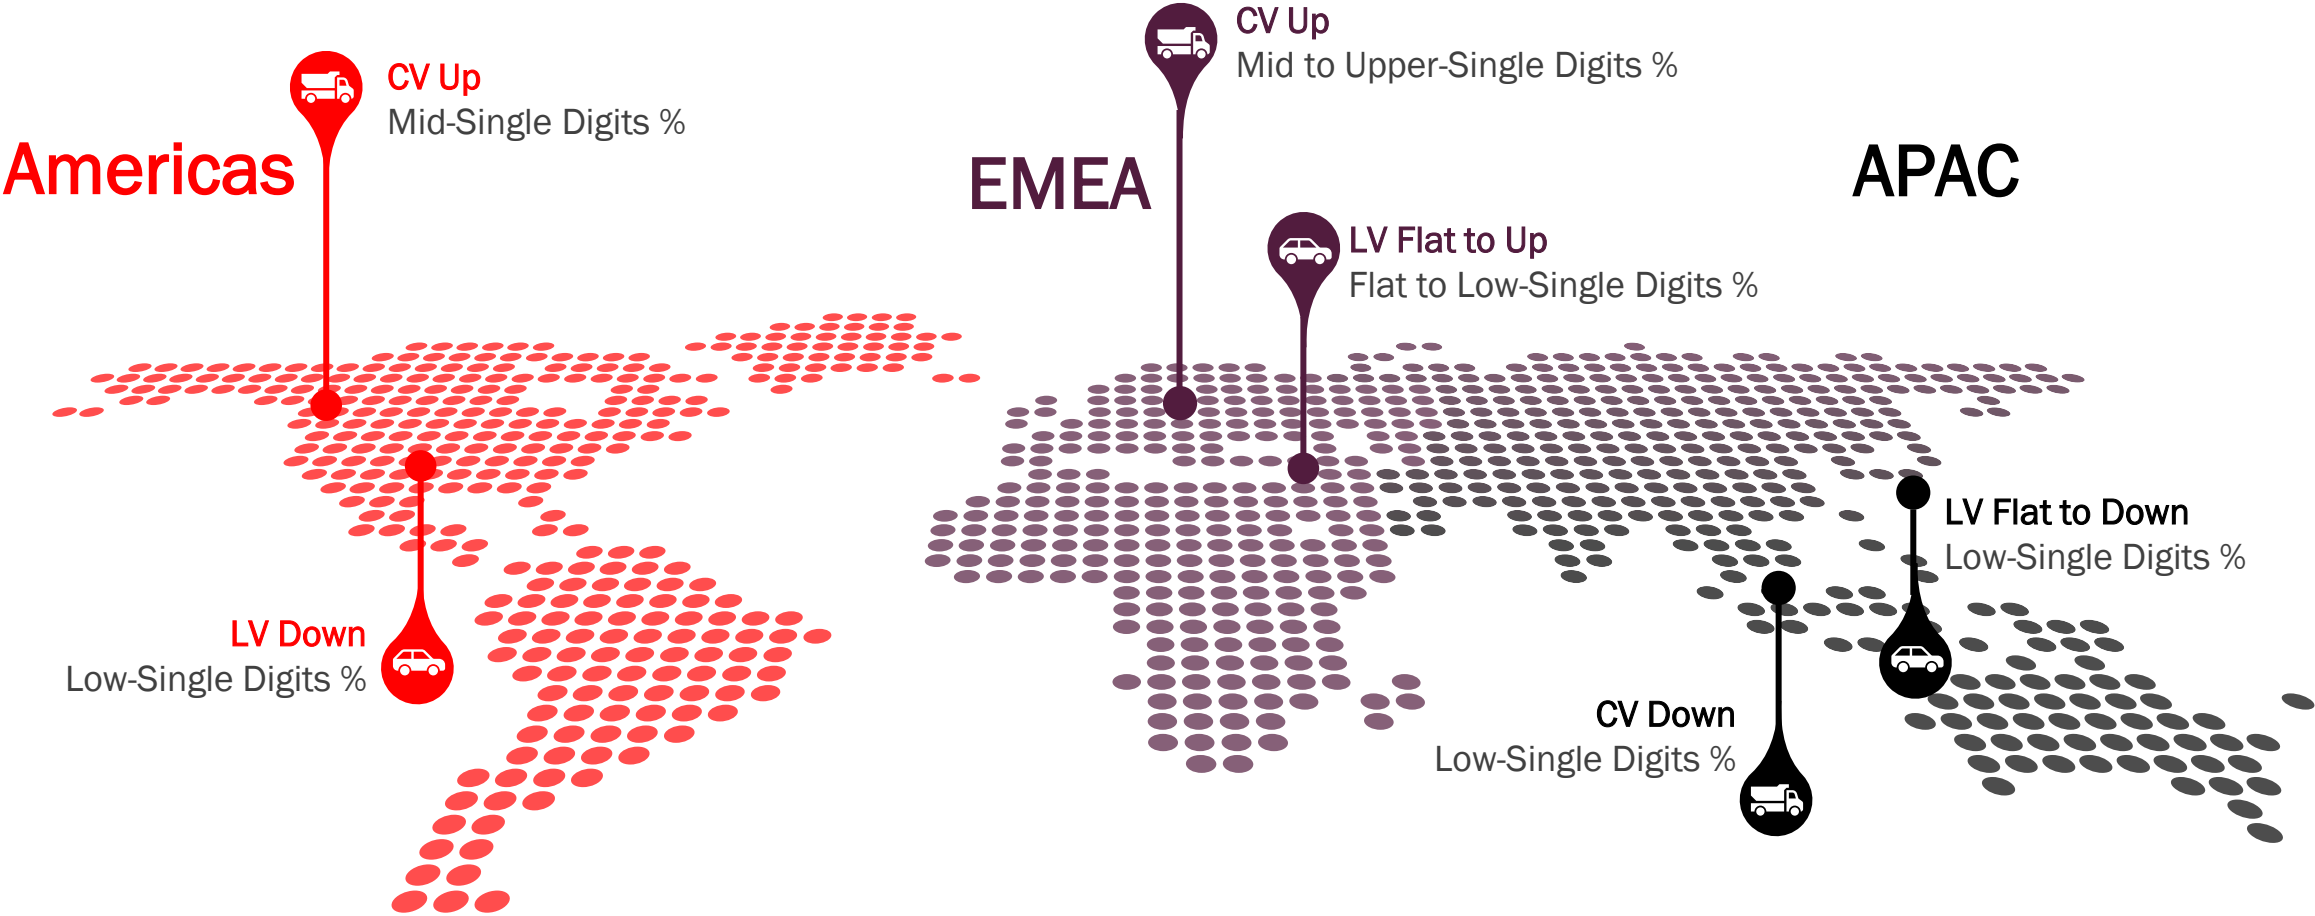 Americas
CV Up
Mid-Single Digits %
LV Down
Low-Single Digits %
EMEA
CV Up
Mid to Upper-Single Digits %
LV Flat to Up
Flat to Low-Single Digits %
APAC
LV Flat to Down
Low-Single Digits %
CV Down
Low-Single Digits %